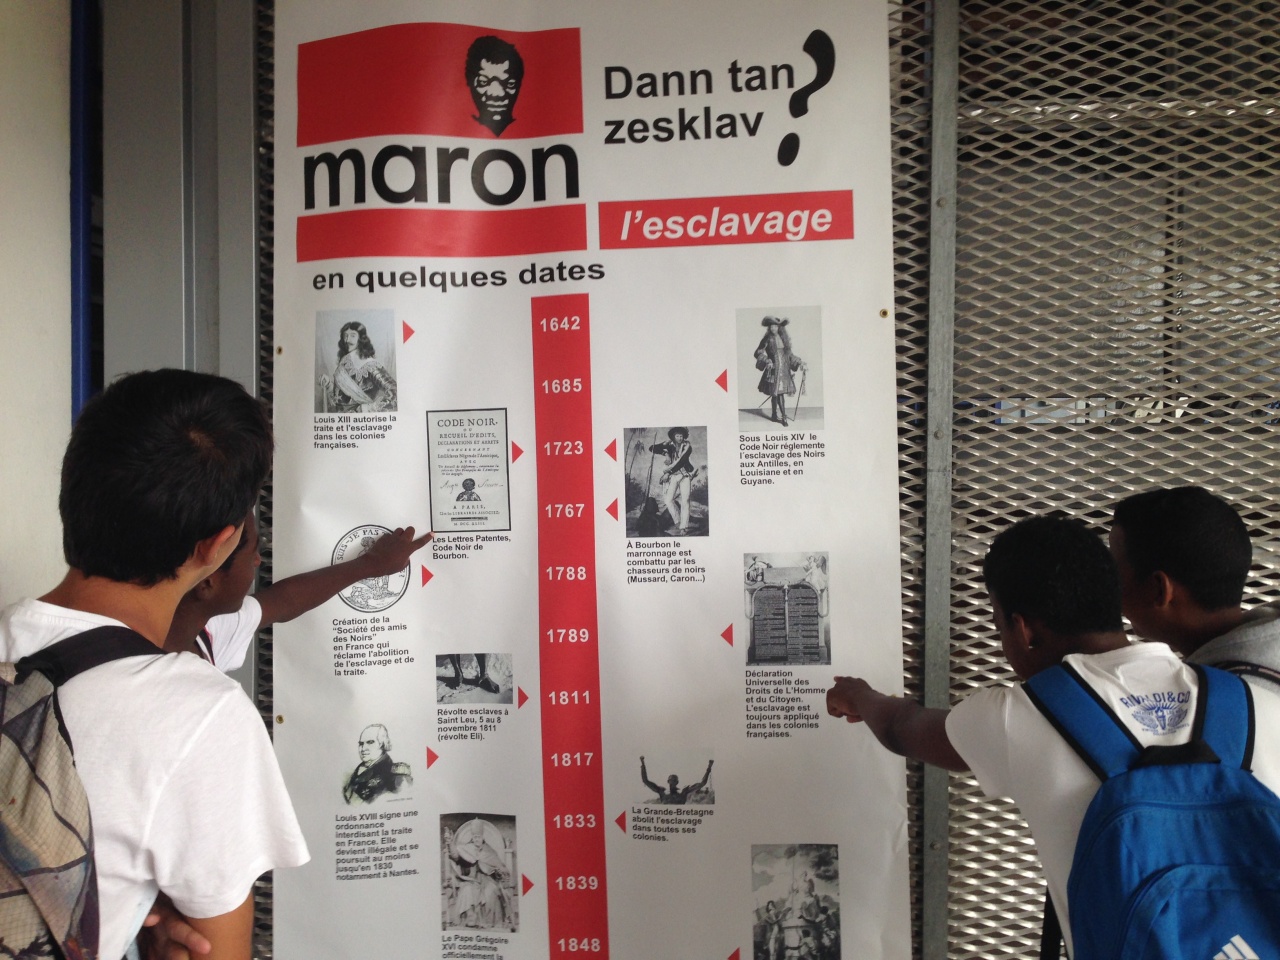 maron
Dann tan
zesklav ?
l'esclavage
en quelques dates
1642
Louis XIII autorise la
traite et l'esclavage
dans les colonies
françaises.
1685
Sous Louis XIV le
Code Noir réglemente
l'esclavage des Noirs
aux Antilles, en
Louisiane et en
Guyane.
1723
CODE NOIR,
OU
RECUEIL D'EDITS,
DECLARATIONS ET ARRETS
CONCERNANT
A PARIS,
Les Lettres Patentes,
Code Noir de
Bourbon.
1767
À Bourbon le
marronnage est
combattu par les
chasseurs de noirs
(Mussard, Caron...)
1788
SUIS-JE PAS
Création de la
"Société des amis
des Noirs"
en France qui
réclame l'abolition
de l'esclavage et de
la traite.
1789
Déclaration
Universelle des
Droits de L'Homme
et du Citoyen.
L'esclavage est
toujours appliqué
dans les colonies
françaises.
1811
Révolte esclaves à
Saint Leu, 5 au 8
novembre 1811
(révolte Eli).
1817
Louis XVIII signe une
ordonnance
interdisant la traite
en France. Elle
devient illégale et se
poursuit au moins
jusqu'en 1830
notamment à Nantes.
1833
La Grande-Bretagne
abolit l'esclavage
dans toutes ses
colonies.
1839
Le Pape Grégoire
XVI condamne
officiellement la
1848